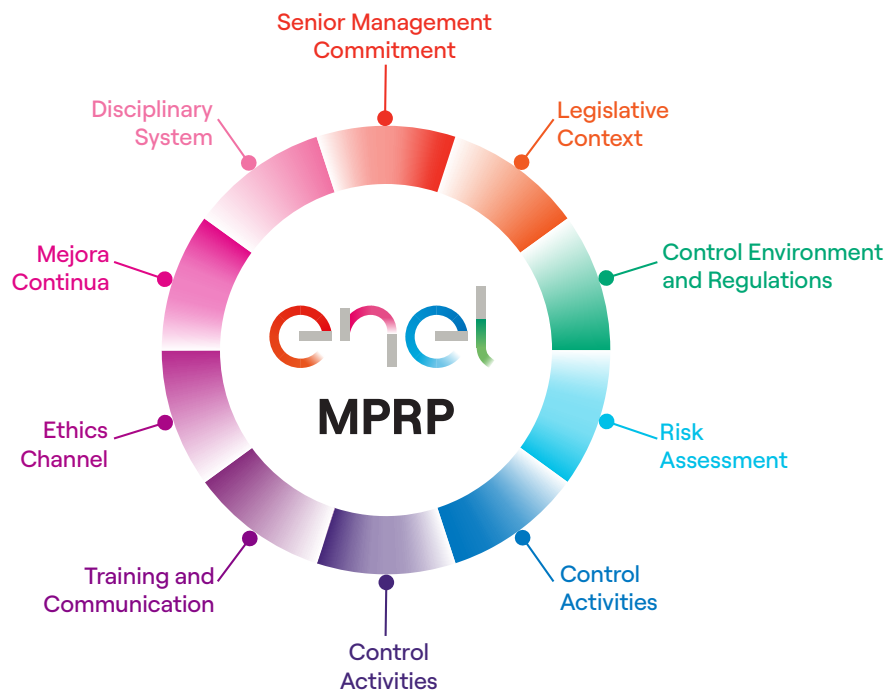 Senior Management
Commitment
Legislative
Context
Control Environment
and Regulations
Risk
Assessment
Control
Activities
Control
Activities
Training and
Communication
Ethics
Channel
Mejora
Continua
Disciplinary
System
enel
MPRP